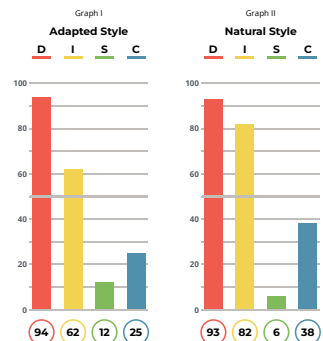 Graph I
Adapted Style
D I S C
100
80
60
40
20
0
94 62 12 25
Graph II
Natural Style
D I S C
100
80
60
40
20
0
93 82 6 38